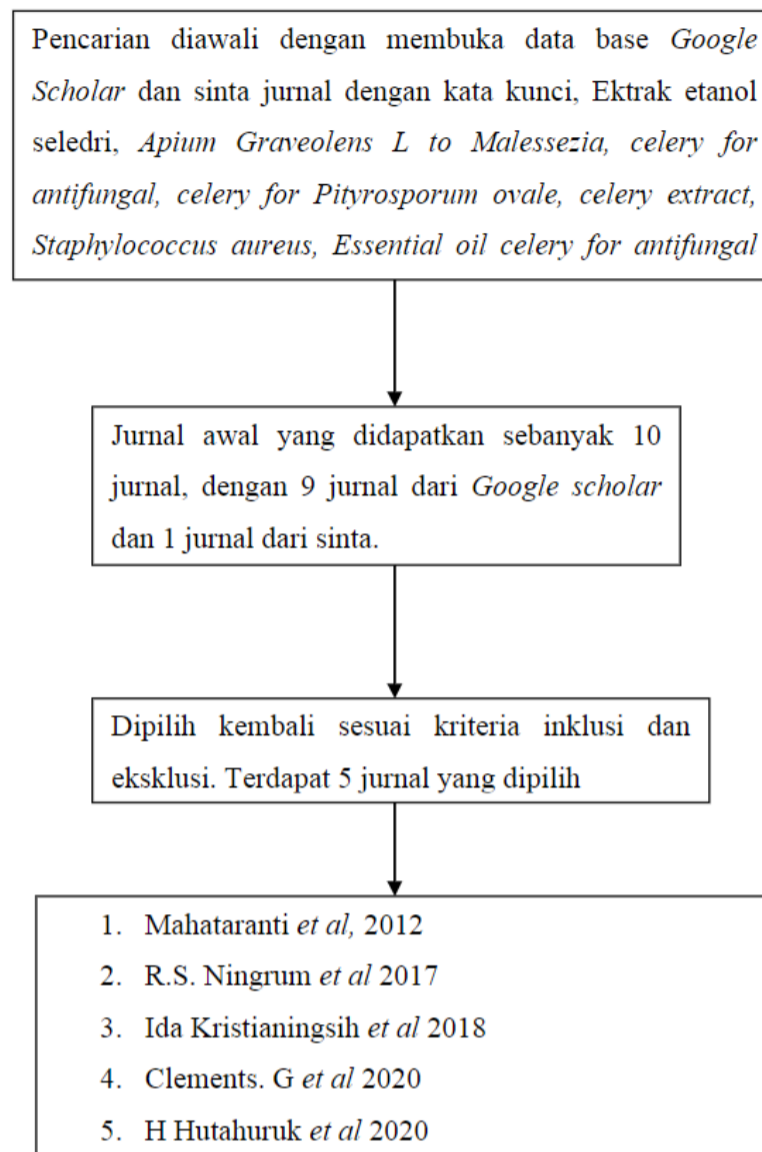 Pencarian diawali dengan membuka data base Google
Scholar dan sinta jurnal dengan kata kunci, Ektrak etanol
seledri, Apium Graveolens L to Malessezia, celery for
antifungal, celery for Pityrosporum ovale, celery extract,
Staphylococcus aureus, Essential oil celery for antifungal
Jurnal awal yang didapatkan sebanyak 10
jurnal, dengan 9 jurnal dari Google scholar
dan 1 jurnal dari sinta.
Dipilih kembali sesuai kriteria inklusi dan
eksklusi. Terdapat 5 jurnal yang dipilih
1. Mahataranti et al, 2012
2. R.S. Ningrum et al 2017
3. Ida Kristianingsih et al 2018
4. Clements. G et al 2020
5. H Hutahuruk et al 2020